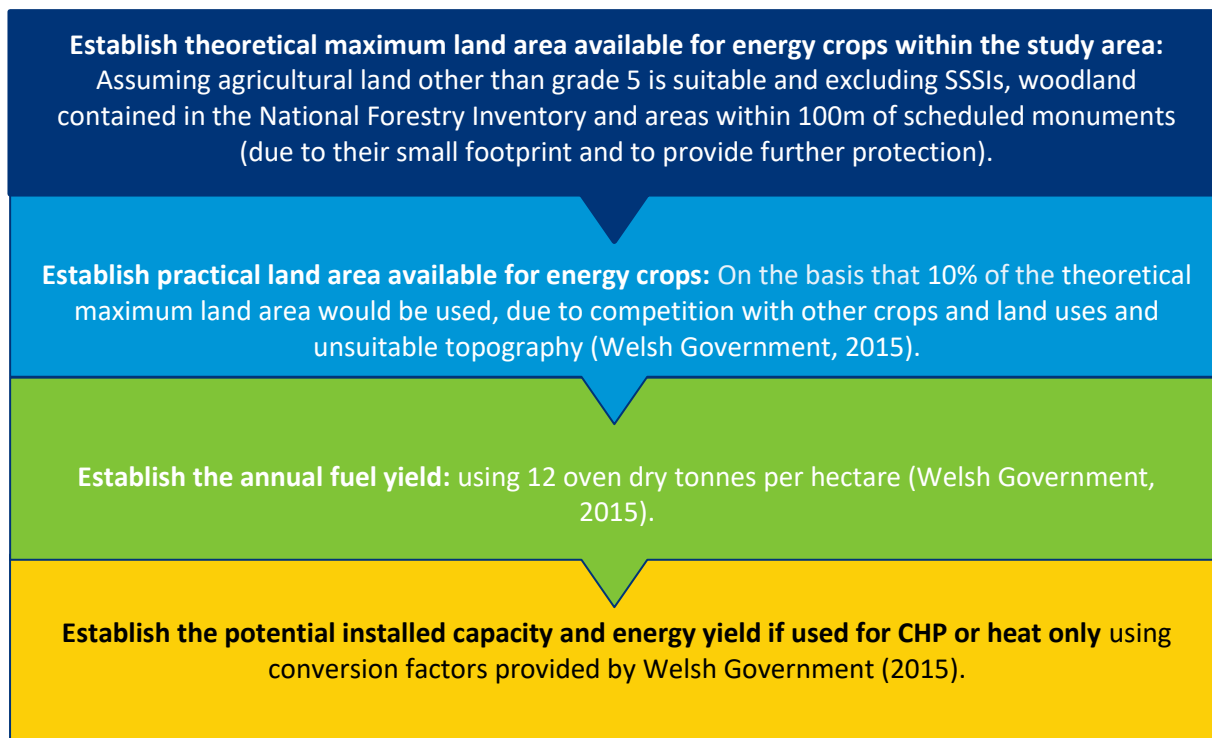 Establish theoretical maximum land area available for energy crops within the study area:
Assuming agricultural land other than grade 5 is suitable and excluding SSSIs, woodland
contained in the National Forestry Inventory and areas within 100m of scheduled monuments
(due to their small footprint and to provide further protection).
Establish practical land area available for energy crops: On the basis that 10% of the theoretical
maximum land area would be used, due to competition with other crops and land uses and
unsuitable topography (Welsh Government, 2015).
Establish the annual fuel yield: using 12 oven dry tonnes per hectare (Welsh Government,
2015).
Establish the potential installed capacity and energy yield if used for CHP or heat only using
conversion factors provided by Welsh Government (2015).